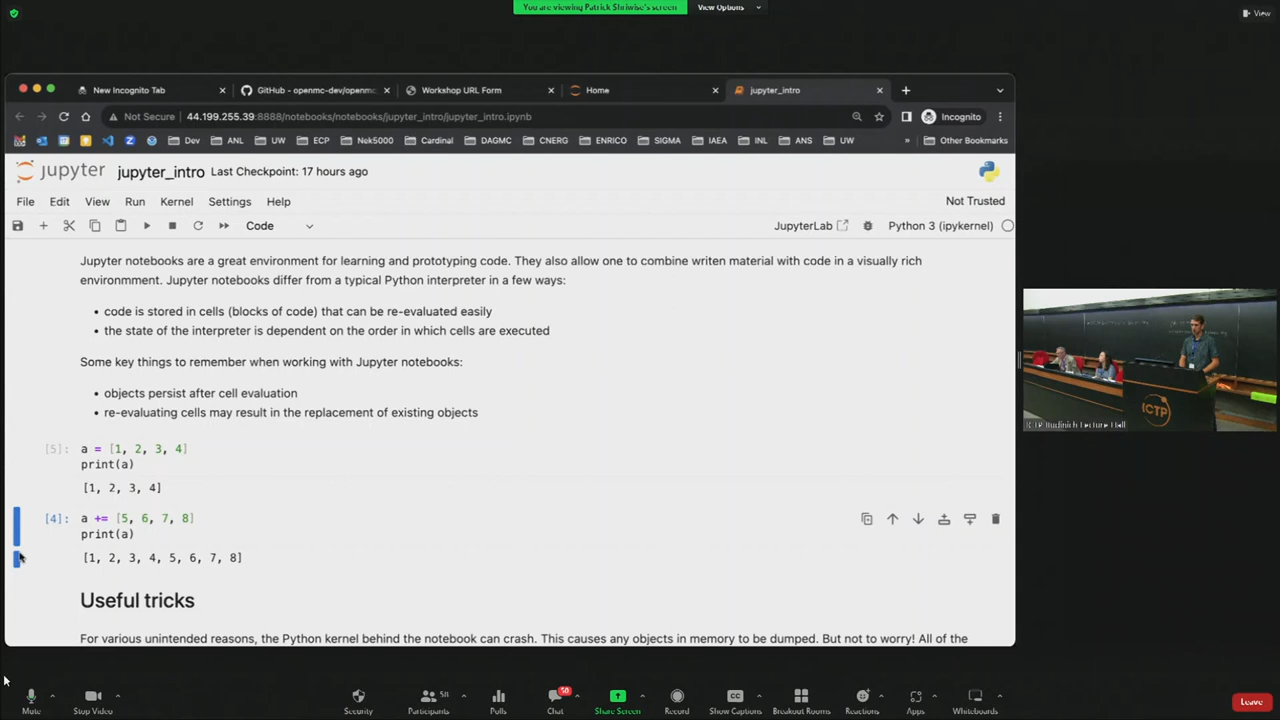 You are viewing Patrick Shriwise's screen
View Options
View
New Incognito Tab
GitHub - openmc-dev/openmc:
Workshop URL Form
Home
jupyter_intro
Not Secure
44.199.255.39:8888/notebooks/notebooks/jupyter_intro/jupyter_intro.ipynb
Incognito
Dev
ANL
UW
ECP
Nek5000
Cardinal
DAGMC
CNERG
ENRICO
SIGMA
IAEA
INL
ANS
UW
»
Other Bookmarks
jupyter
jupyter_intro
Last Checkpoint: 17 hours ago
File
Edit
View
Run
Kernel
Settings
Help
Not Trusted
Code
JupyterLab
Python 3 (ipykernel)
Jupyter notebooks are a great environment for learning and prototyping code. They also allow one to combine writen material with code in a visually rich
environmment. Jupyter notebooks differ from a typical Python interpreter in a few ways:
• code is stored in cells (blocks of code) that can be re-evaluated easily
• the state of the interpreter is dependent on the order in which cells are executed
Some key things to remember when working with Jupyter notebooks:
• objects persist after cell evaluation
• re-evaluating cells may result in the replacement of existing objects
[5]: a = [1, 2, 3, 4]
print(a)
[1, 2, 3, 4]
[4]: a += [5, 6, 7, 8]
print(a)
[1, 2, 3, 4, 5, 6, 7, 8]
Useful tricks
For various unintended reasons, the Python kernel behind the notebook can crash. This causes any objects in memory to be dumped. But not to worry! All of the
ICTP
ICTP Budinich Lecture Hall
Mute
Stop Video
Security
Participants
58
Polls
Chat
50
Share Screen
Record
Show Captions
Breakout Rooms
Reactions
Apps
Whiteboards
Leave